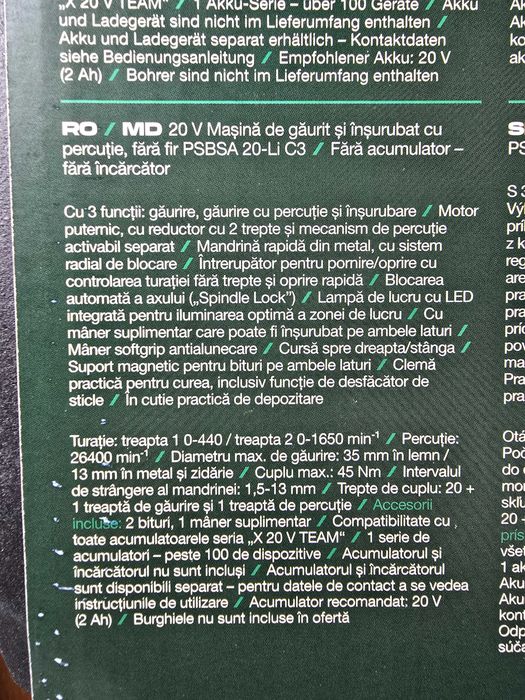 „X 20 V TEAM“ / 1 Akku-Serie – über 100 Geräte / Akku
und Ladegerät sind nicht im Lieferumfang enthalten /
Akku und Ladegerät separat erhältlich – Kontaktdaten
siehe Bedienungsanleitung / Empfohlener Akku: 20 V
(2 Ah) / Bohrer sind nicht im Lieferumfang enthalten
RO / MD 20 V Mașină de găurit și înșurubat cu
percuție, fără fir PSBSA 20-Li C3 / Fără acumulator –
fără încărcător
Cu 3 funcții: găurire, găurire cu percuție și înșurubare / Motor
puternic, cu reductor cu 2 trepte și mecanism de percuție
activabil separat / Mandrină rapidă din metal, cu sistem
radial de blocare / Întrerupător pentru pornire/oprire cu
controlarea turației fără trepte și oprire rapidă / Blocarea
automată a axului („Spindle Lock”) / Lampă de lucru cu LED
integrată pentru iluminarea optimă a zonei de lucru / Cu
mâner suplimentar care poate fi înșurubat pe ambele laturi /
Mâner softgrip antialunecare / Cursă spre dreapta/stânga /
Suport magnetic pentru bituri pe ambele laturi / Clemă
practică pentru curea, inclusiv funcție de desfăcător de
sticle / În cutie practică de depozitare
Turație: treapta 1 0-440 / treapta 2 0-1650 min⁻¹ / Percuție:
26400 min⁻¹ / Diametru max. de găurire: 35 mm în lemn /
13 mm în metal și zidărie / Cuplu max.: 45 Nm / Intervalul
de strângere al mandrinei: 1,5-13 mm / Trepte de cuplu: 20 +
1 treaptă de găurire și 1 treaptă de percuție / Accesorii
incluse: 2 bituri, 1 mâner suplimentar / Compatibilitate cu
toate acumulatoarele seria „X 20 V TEAM” / 1 serie de
acumulatori – peste 100 de dispozitive / Acumulatorul și
încărcătorul nu sunt incluși / Acumulatorul și încărcătorul
sunt disponibili separat – pentru datele de contact a se vedea
instrucțiunile de utilizare / Acumulator recomandat: 20 V
(2 Ah) / Burghiele nu sunt incluse în ofertă